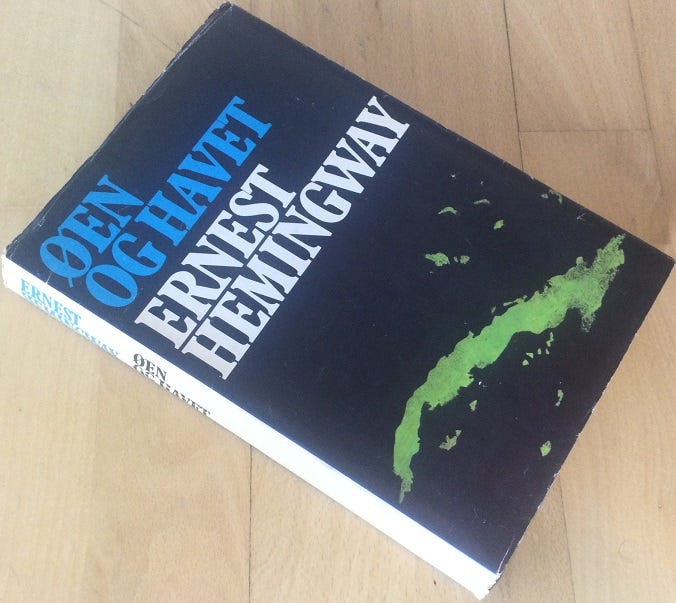 ØEN
OG HAVET
ERNEST
HEMINGWAY
ERNEST
HEMINGWAY
ØEN
OG HAVET